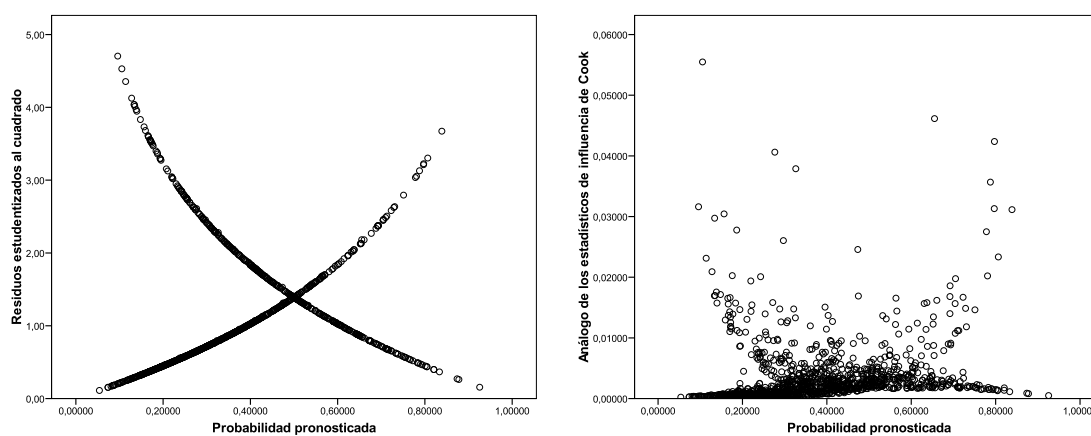 5,00
4,00
3,00
2,00
1,00
0,00
Residuos estudentizados al cuadrado
0,00000 0,20000 0,40000 0,60000 0,80000 1,00000
Probabilidad pronosticada
0,06000
0,05000
0,04000
0,03000
0,02000
0,01000
0,00000
Análogo de los estadísticos de influencia de Cook
0,00000 0,20000 0,40000 0,60000 0,80000 1,0000
Probabilidad pronosticada